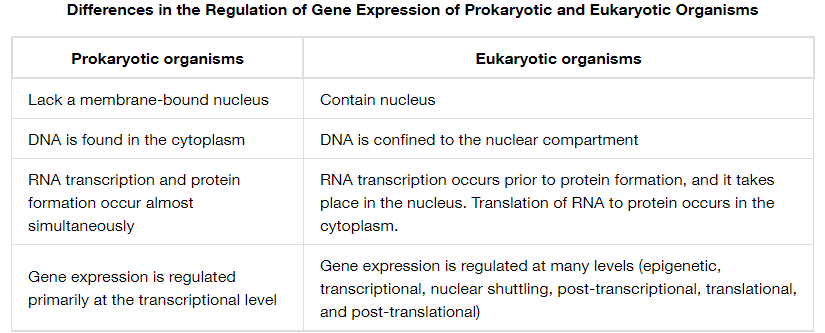 Differences in the Regulation of Gene Expression of Prokaryotic and Eukaryotic Organisms
Prokaryotic organisms
Eukaryotic organisms
Lack a membrane-bound nucleus
Contain nucleus
DNA is found in the cytoplasm
DNA is confined to the nuclear compartment
RNA transcription and protein
formation occur almost
simultaneously
RNA transcription occurs prior to protein formation, and it takes
place in the nucleus. Translation of RNA to protein occurs in the
cytoplasm.
Gene expression is regulated
primarily at the transcriptional level
Gene expression is regulated at many levels (epigenetic,
transcriptional, nuclear shuttling, post-transcriptional, translational,
and post-translational)